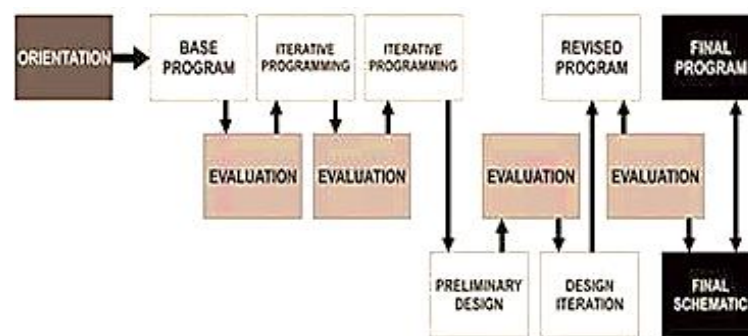 ORIENTATION
BASE
PROGRAM
ITERATIVE
PROGRAMMING
ITERATIVE
PROGRAMMING
REVISED
PROGRAM
FINAL
PROGRAM
EVALUATION
EVALUATION
EVALUATION
EVALUATION
PRELIMINARY
DESIGN
DESIGN
ITERATION
FINAL
SCHEMATIC